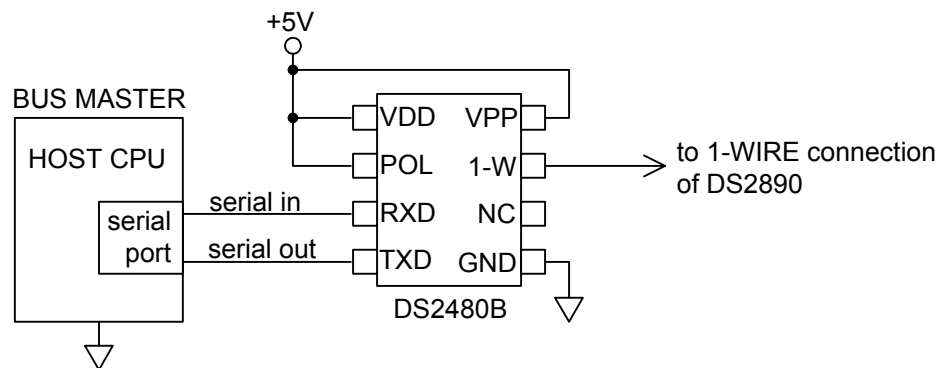 +5V
BUS MASTER
HOST CPU
serial
port
serial in
serial out
VDD
VPP
POL
1-W
RXD
NC
TXD
GND
DS2480B
to 1-WIRE connection
of DS2890